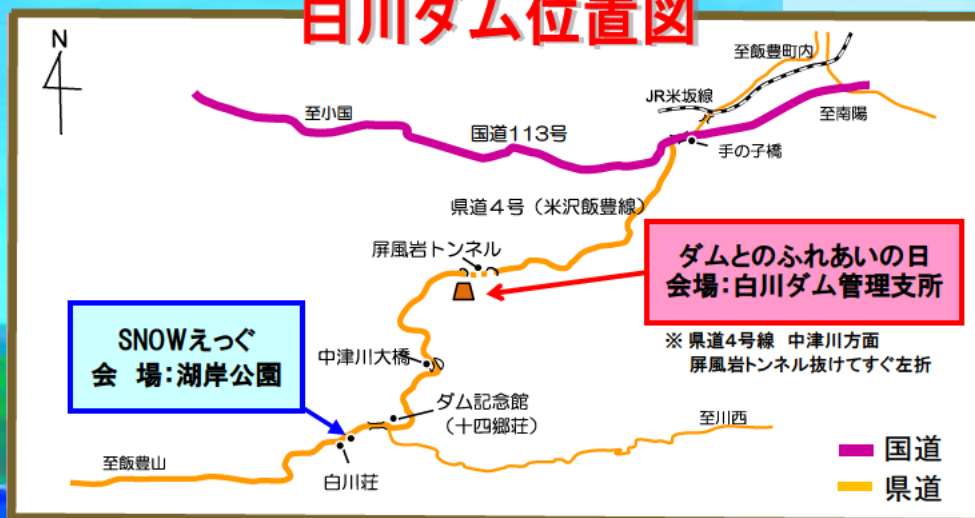 白川ダム位置図
N
至飯豊町内
JR米坂線
至小国
至南陽
国道113号
手の子橋
県道４号（米沢飯豊線）
屏風岩トンネル
ダムとのふれあいの日
会場：白川ダム管理支所
SNOWえっぐ
会　場：湖岸公園
※ 県道4号線　中津川方面
屏風岩トンネル抜けてすぐ左折
中津川大橋
ダム記念館
（十四郷荘）
至川西
至飯豊山
白川荘
国道
県道